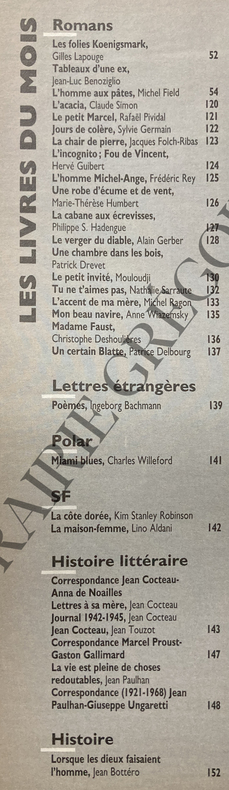 LES LIVRES DU MOIS
Romans
Les folies Koenigsmark,
Gilles Lapouge 52
Tableaux d'une ex,
Jean-Luc Benoziglio
L'homme aux pâtes, Michel Field 54
L'acacia, Claude Simon 120
Le petit Marcel, Rafaël Pividal 121
Jours de colère, Sylvie Germain 122
La chair de pierre, Jacques Folch-Ribas 123
L'incognito ; Fou de Vincent,
Hervé Guibert 124
L'homme Michel-Ange, Frédéric Rey 125
Une robe d'écume et de vent,
Marie-Thérèse Humbert 126
La cabane aux écrevisses,
Philippe S. Hadengue 127
Le verger du diable, Alain Gerber 128
Une chambre dans les bois,
Patrick Drevet
Le petit invité, Mouloudji 130
Tu ne t'aimes pas, Nathalie Sarraute 132
L'accent de ma mère, Michel Ragon 133
Mon beau navire, Anne Wiazemsky 135
Madame Faust,
Christophe Deshoulières 136
Un certain Blatte, Patrice Delbourg 137
Lettres étrangères
Poèmes, Ingeborg Bachmann 139
Polar
Miami blues, Charles Willeford 141
SF
La côte dorée, Kim Stanley Robinson
La maison-femme, Lino Aldani 142
Histoire littéraire
Correspondance Jean Cocteau-
Anna de Noailles
Lettres à sa mère, Jean Cocteau
Journal 1942-1945, Jean Cocteau
Jean Cocteau, Jean Touzot 143
Correspondance Marcel Proust-
Gaston Gallimard 147
La vie est pleine de choses
redoutables, Jean Paulhan
Correspondance (1921-1968) Jean
Paulhan-Giuseppe Ungaretti 148
Histoire
Lorsque les dieux faisaient
l'homme, Jean Bottéro 152